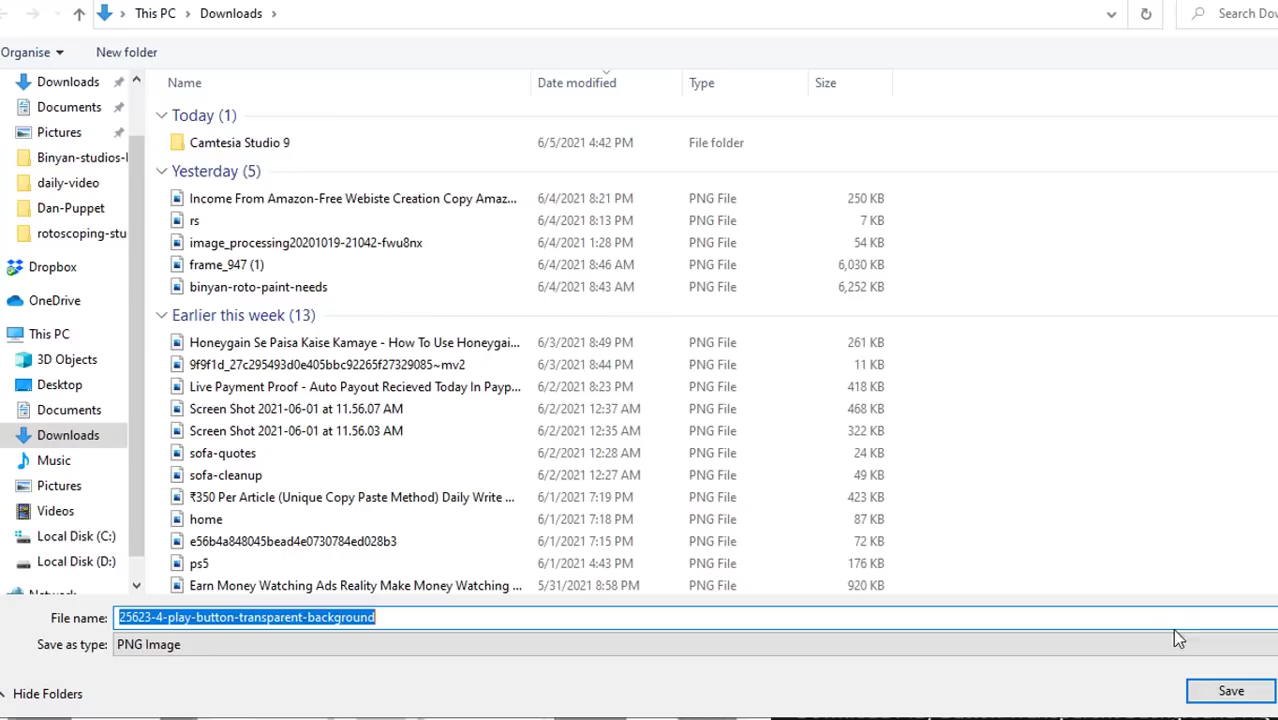 This PC > Downloads >
Search Dov
Organise
New folder
Downloads
Documents
Pictures
Binyan-studios-l
daily-video
Dan-Puppet
rotoscoping-stu
Dropbox
OneDrive
This PC
3D Objects
Desktop
Documents
Downloads
Music
Pictures
Videos
Local Disk (C:)
Local Disk (D:)
Name Date modified Type Size
Today (1)
Camtesia Studio 9 6/5/2021 4:42 PM File folder
Yesterday (5)
Income From Amazon-Free Webiste Creation Copy Amaz... 6/4/2021 8:21 PM PNG File 250 KB
rs 6/4/2021 8:13 PM PNG File 7 KB
image_processing20201019-21042-fwu8nx 6/4/2021 1:28 PM PNG File 54 KB
frame_947 (1) 6/4/2021 8:46 AM PNG File 6,030 KB
binyan-roto-paint-needs 6/4/2021 8:43 AM PNG File 6,252 KB
Earlier this week (13)
Honeygain Se Paisa Kaise Kamaye - How To Use Honeygai... 6/3/2021 8:49 PM PNG File 261 KB
9f9f1d_27c295493d0e405bbc92265f27329085~mv2 6/3/2021 8:44 PM PNG File 11 KB
Live Payment Proof - Auto Payout Recieved Today In Payp... 6/2/2021 8:23 PM PNG File 418 KB
Screen Shot 2021-06-01 at 11.56.07 AM 6/2/2021 12:37 AM PNG File 468 KB
Screen Shot 2021-06-01 at 11.56.03 AM 6/2/2021 12:35 AM PNG File 322 KB
sofa-quotes 6/2/2021 12:28 AM PNG File 24 KB
sofa-cleanup 6/2/2021 12:27 AM PNG File 49 KB
₹350 Per Article (Unique Copy Paste Method) Daily Write ... 6/1/2021 7:19 PM PNG File 423 KB
home 6/1/2021 7:18 PM PNG File 87 KB
e56b4a848045bead4e0730784ed028b3 6/1/2021 7:15 PM PNG File 72 KB
ps5 6/1/2021 4:43 PM PNG File 176 KB
Earn Money Watching Ads Reality Make Money Watching ... 5/31/2021 8:58 PM PNG File 920 KB
File name: 25623-4-play-button-transparent-background
Save as type: PNG Image
Hide Folders
Save